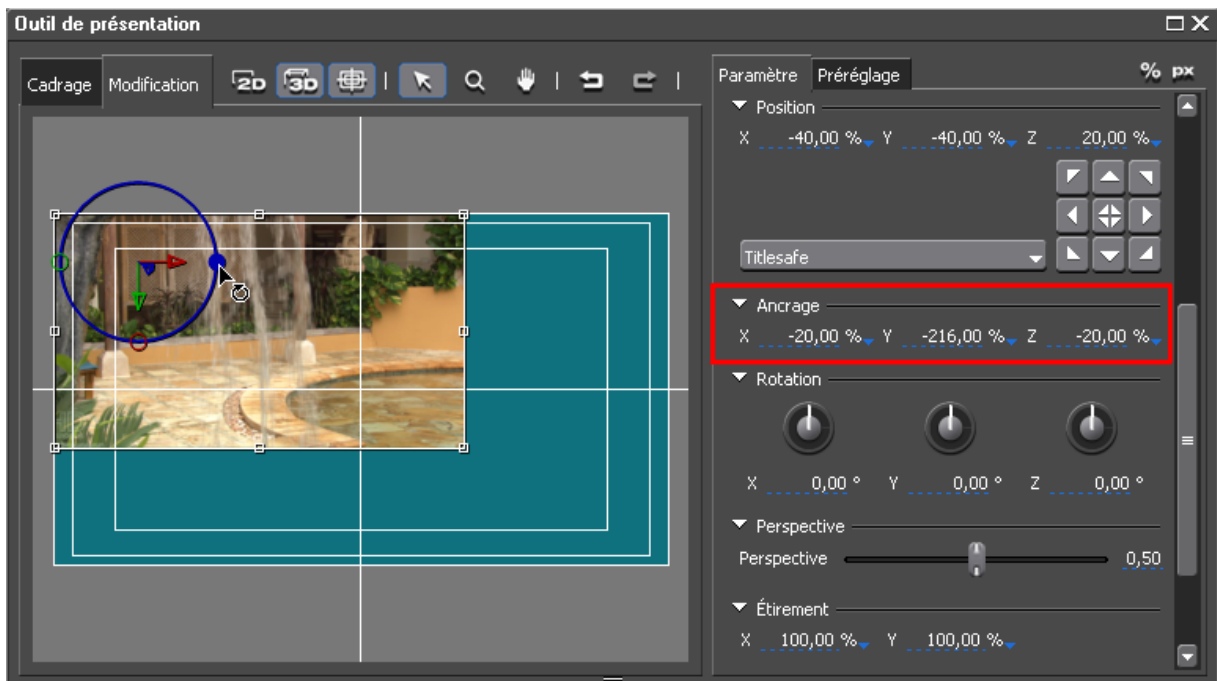 Outil de présentation
Cadrage Modification 2D 3D
Paramètre Préréglage % px
Position
X -40,00 % Y -40,00 % Z 20,00 %
Titlesafe
Ancrage
X -20,00 % Y -216,00 % Z -20,00 %
Rotation
X 0,00 ° Y 0,00 ° Z 0,00 °
Perspective
Perspective 0,50
Étirement
X 100,00 % Y 100,00 %